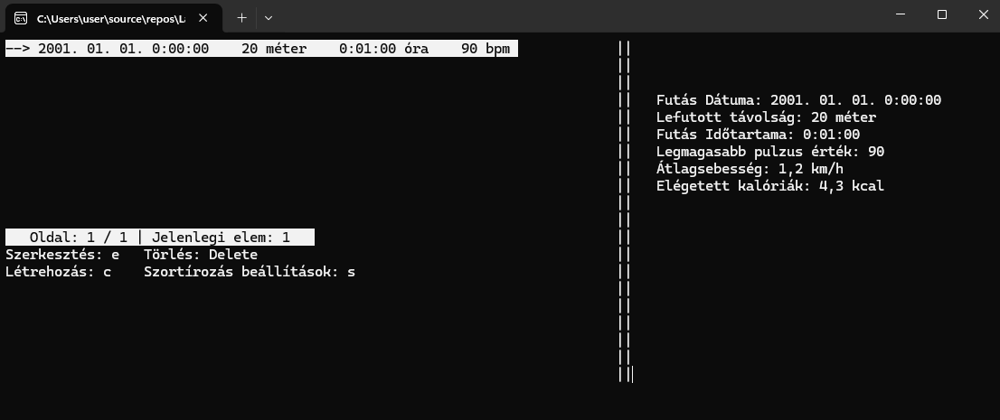 C:\Users\user\source\repos\L
--> 2001. 01. 01. 0:00:00    20 méter    0:01:00 óra    90 bpm
Oldal: 1 / 1 | Jelenlegi elem: 1
Szerkesztés: e   Törlés: Delete
Létrehozás: c    Szortírozás beállítások: s
Futás Dátuma: 2001. 01. 01. 0:00:00
Lefutott távolság: 20 méter
Futás Időtartama: 0:01:00
Legmagasabb pulzus érték: 90
Átlagsebesség: 1,2 km/h
Elégetett kalóriák: 4,3 kcal